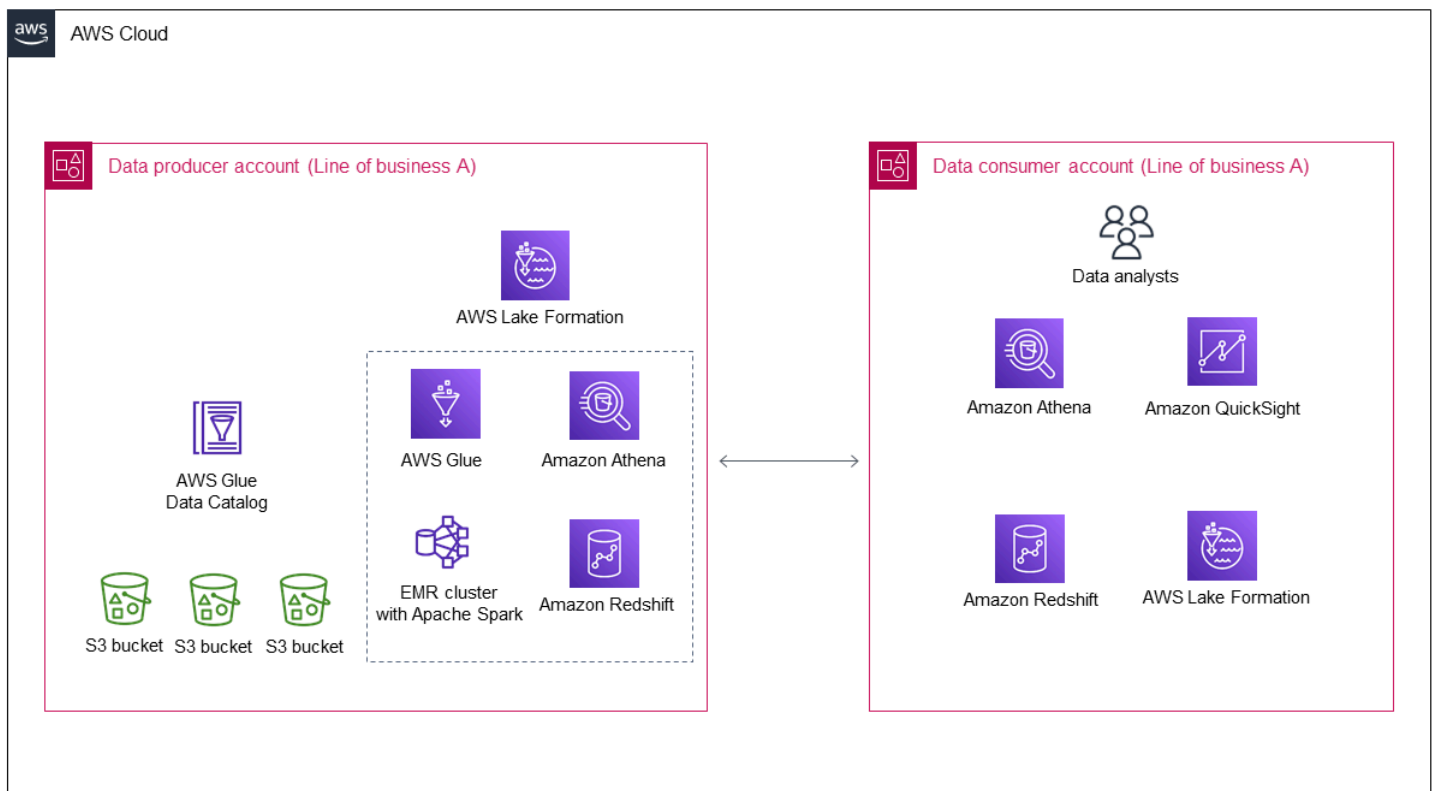 aws
AWS Cloud
Data producer account (Line of business A)
AWS Lake Formation
AWS Glue
Amazon Athena
AWS Glue
Data Catalog
EMR cluster
with Apache Spark
Amazon Redshift
S3 bucket
S3 bucket
S3 bucket
Data consumer account (Line of business A)
Data analysts
Amazon Athena
Amazon QuickSight
Amazon Redshift
AWS Lake Formation